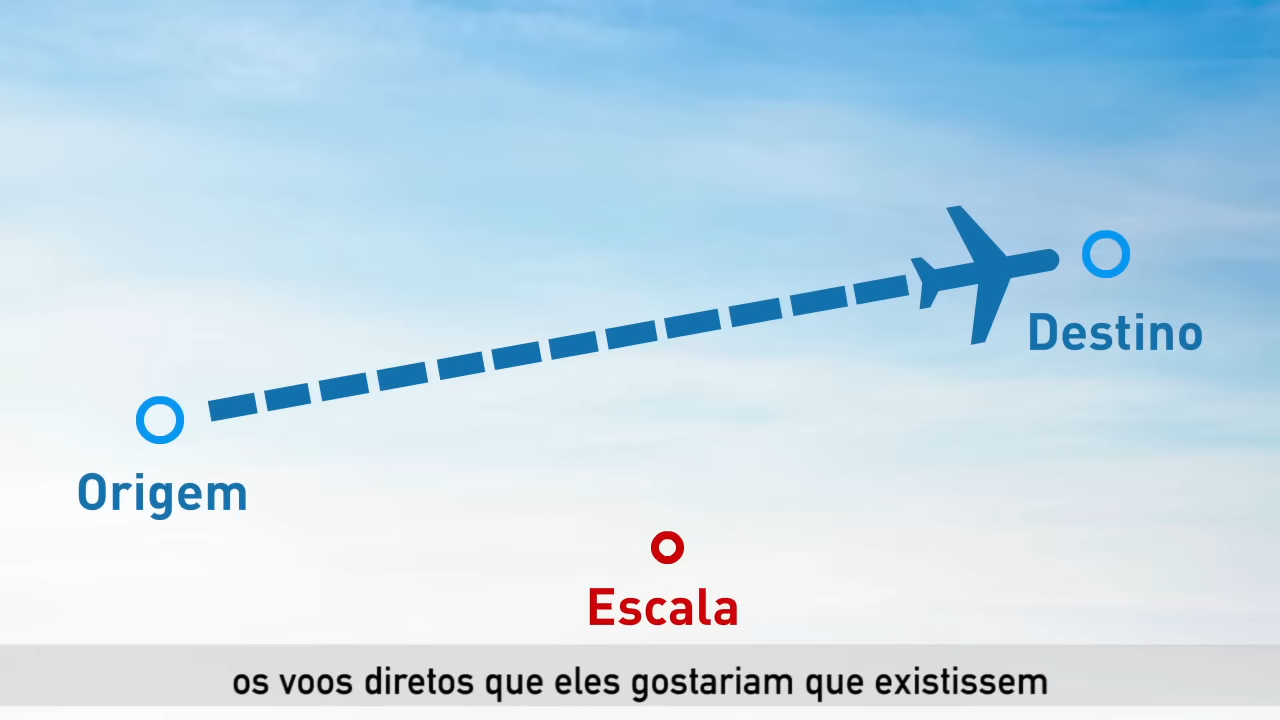 Destino
Origem
Escala
os voos diretos que eles gostariam que existissem